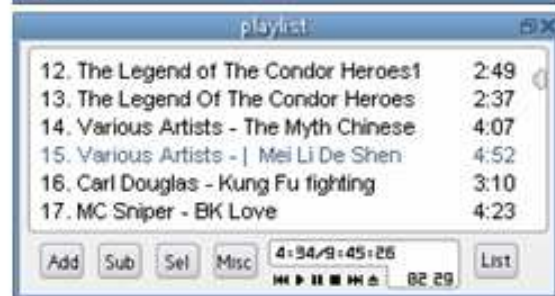 playlist
12. The Legend of The Condor Heroes1 2:49
13. The Legend Of The Condor Heroes 2:37
14. Various Artists - The Myth Chinese 4:07
15. Various Artists - | Mei Li De Shen 4:52
16. Carl Douglas - Kung Fu fighting 3:10
17. MC Sniper - BK Love 4:23
Add Sub Sel Misc 4:34/9:45:26 List
02 29